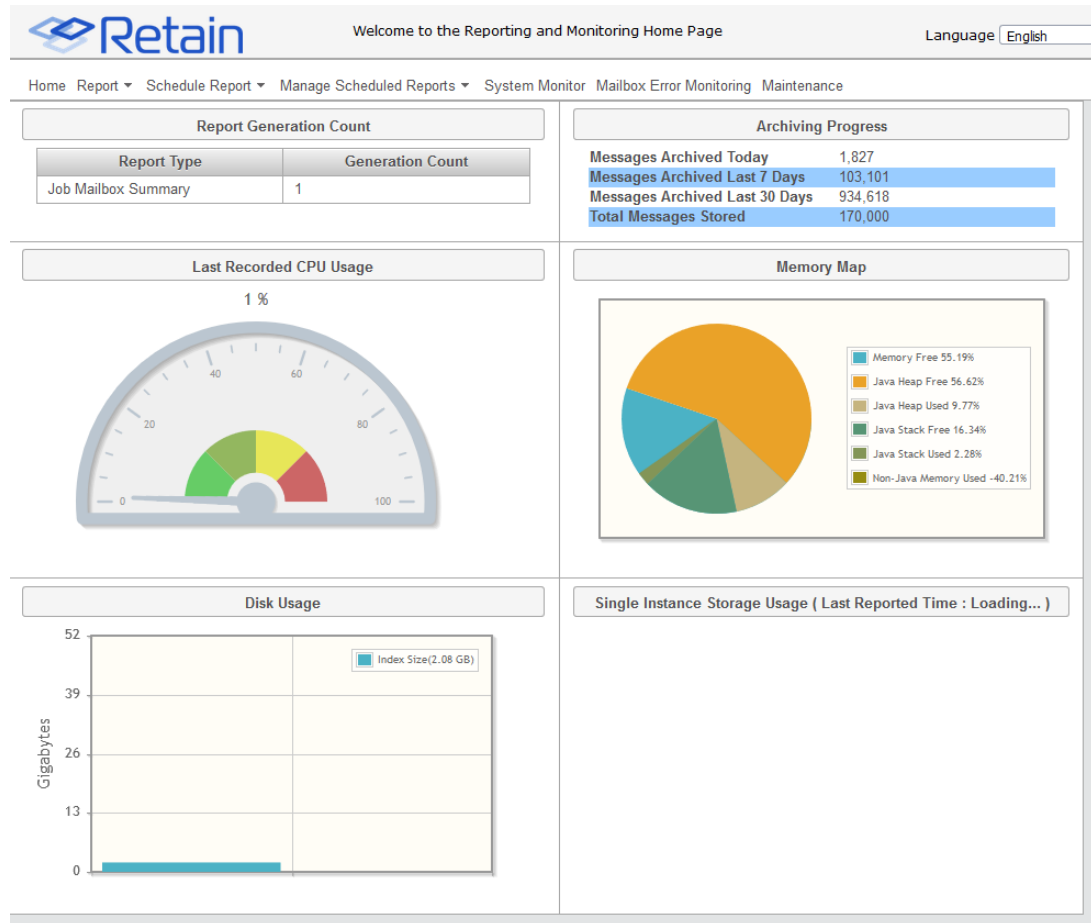 Retain
Welcome to the Reporting and Monitoring Home Page
Language English
Home Report Schedule Report Manage Scheduled Reports System Monitor Mailbox Error Monitoring Maintenance
Report Generation Count
Report Type Generation Count
Job Mailbox Summary 1
Archiving Progress
Messages Archived Today 1,827
Messages Archived Last 7 Days 103,101
Messages Archived Last 30 Days 934,618
Total Messages Stored 170,000
Last Recorded CPU Usage
1 %
0
20
40
60
80
100
Memory Map
Memory Free 55.19%
Java Heap Free 56.62%
Java Heap Used 9.77%
Java Stack Free 16.34%
Java Stack Used 2.28%
Non-Java Memory Used -40.21%
Disk Usage
52
39
26
13
0
Gigabytes
Index Size(2.08 GB)
Single Instance Storage Usage ( Last Reported Time : Loading... )